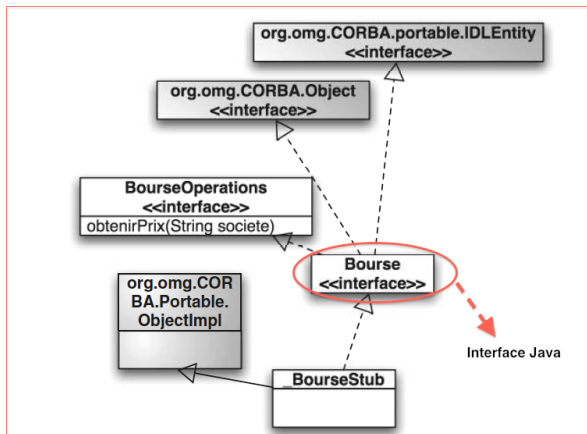 org.omg.CORBA.portable.IDLEntity
<<interface>>
org.omg.CORBA.Object
<<interface>>
BourseOperations
<<interface>>
obtenirPrix(String societe)
Bourse
<<interface>>
org.omg.COR
BA.Portable.
ObjectImpl
Interface Java
_BourseStub